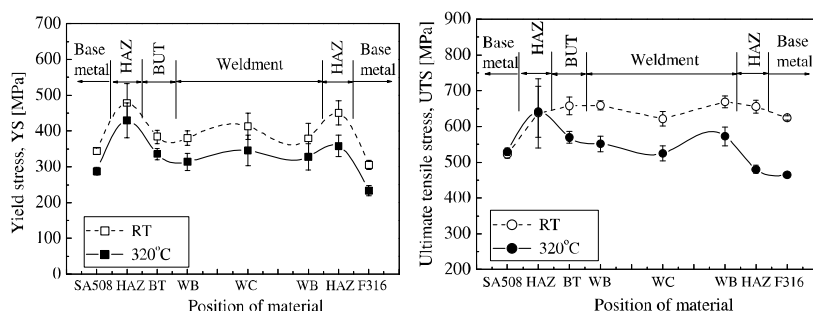 700
600
500
400
300
200
100
0
Yield stress, YS [MPa]
Base
metal
HAZ
BUT
Weldment
HAZ
Base
metal
RT
320°C
SA508 HAZ BT WB WC WB HAZ F316
Position of material
900
800
700
600
500
400
300
200
Ultimate tensile stress, UTS [MPa]
Base
metal
HAZ
BUT
Weldment
HAZ
Base
metal
RT
320°C
SA508 HAZ BT WB WC WB HAZ F316
Position of material